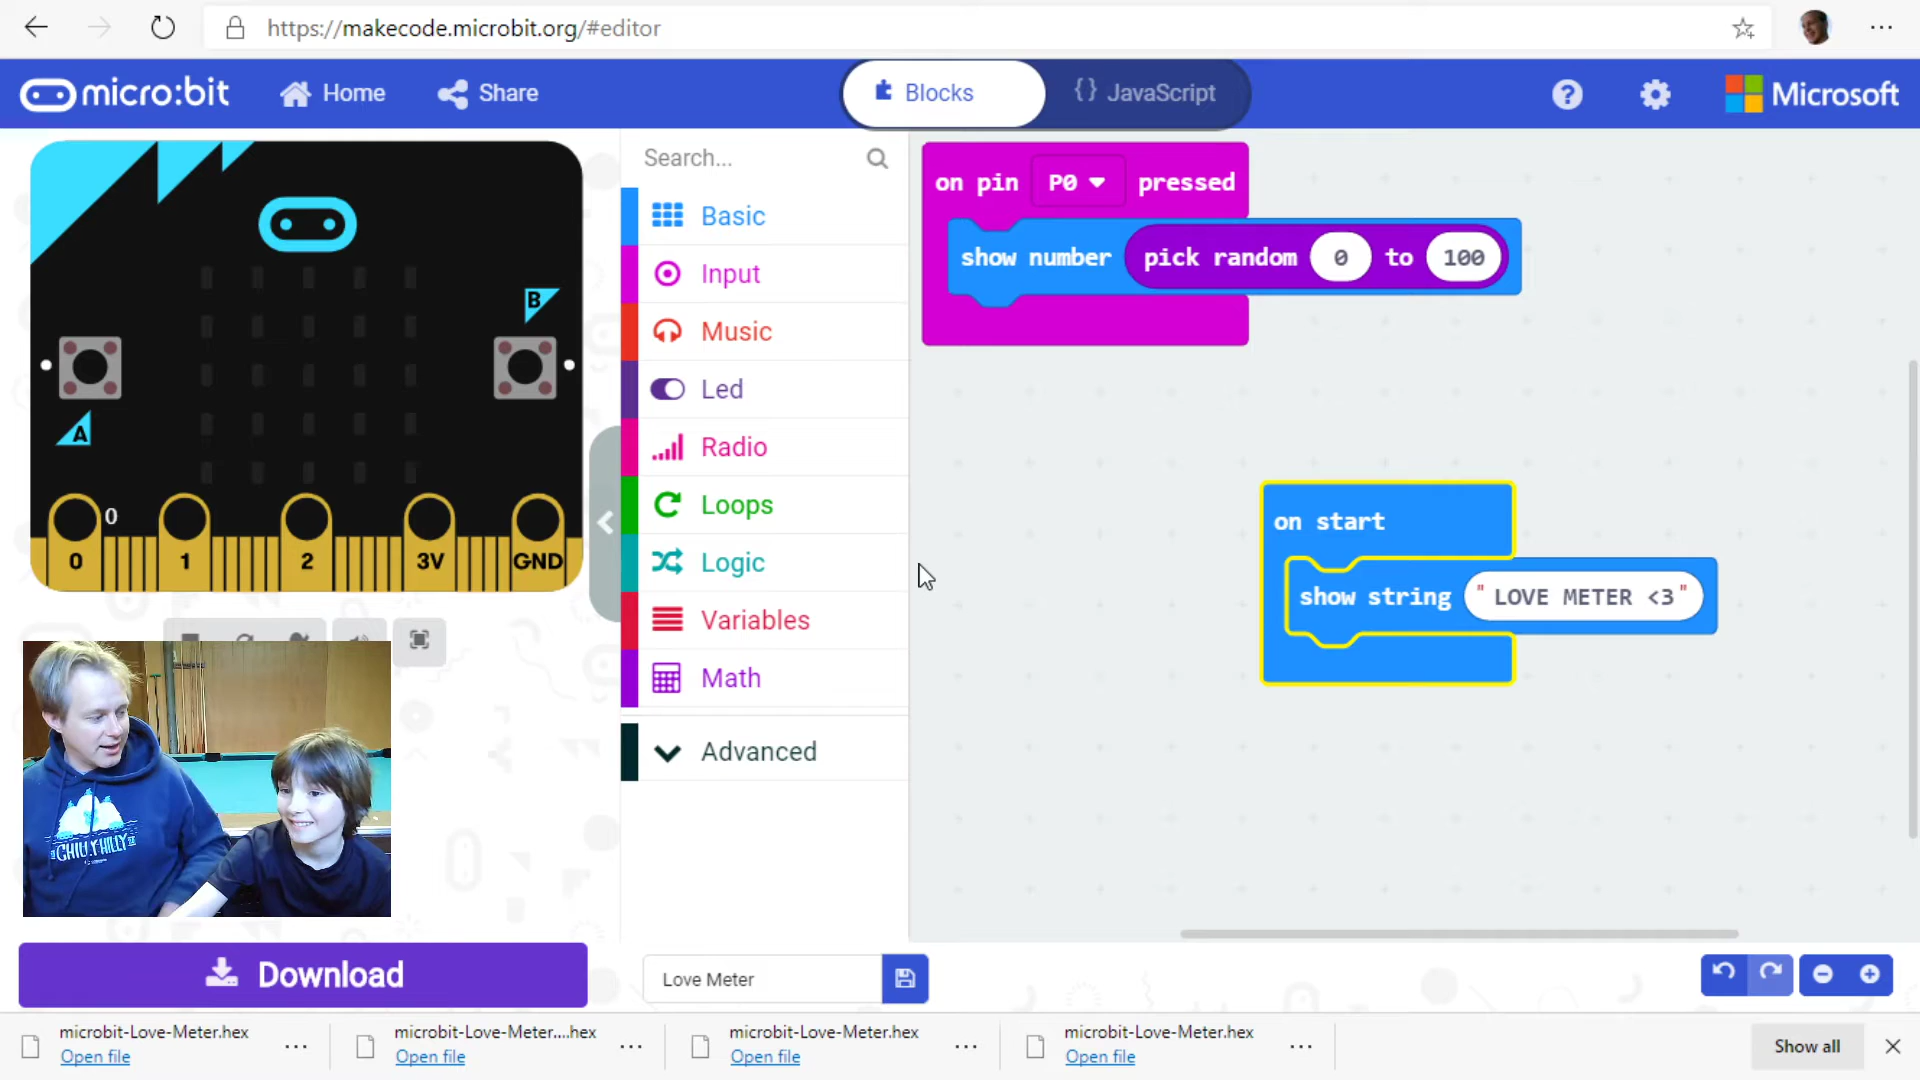 https://makecode.microbit.org/#editor
micro:bit Home Share Blocks {} JavaScript ? Microsoft
Search...
Basic
Input
Music
Led
Radio
Loops
Logic
Variables
Math
Advanced
B
A
0
0 1 2 3V GND
on pin P0 pressed
show number pick random 0 to 100
on start
show string "LOVE METER <3"
CHILLYHILLY
Download
Love Meter
microbit-Love-Meter.hex
Open file
microbit-Love-Meter....hex
Open file
microbit-Love-Meter.hex
Open file
microbit-Love-Meter.hex
Open file
Show all